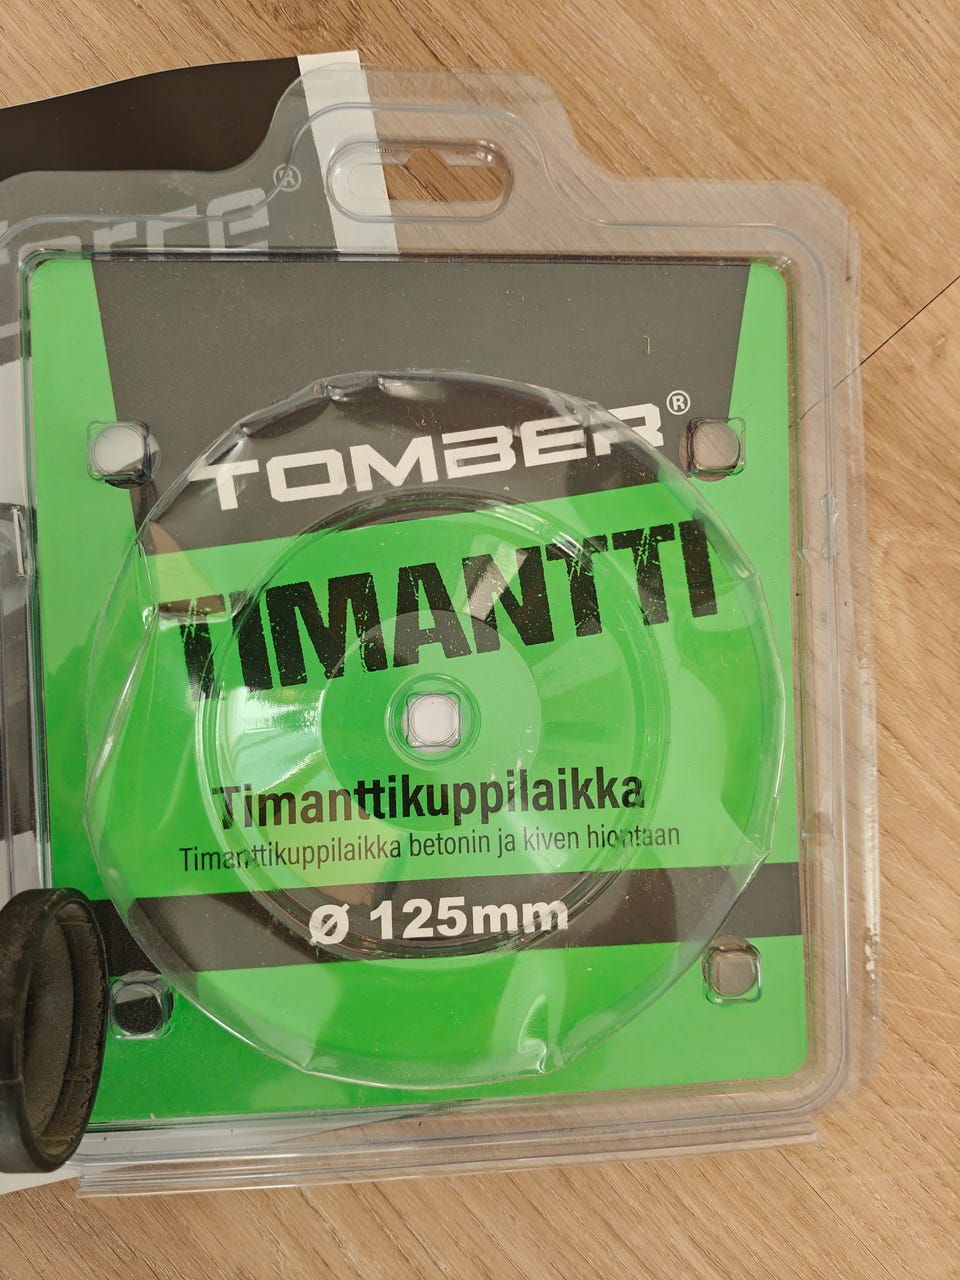 ®
TOMBER®
TIMANTTI
Timanttikuppilaikka
Timanttikuppilaikka betonin ja kiven hiontaan
Ø 125mm